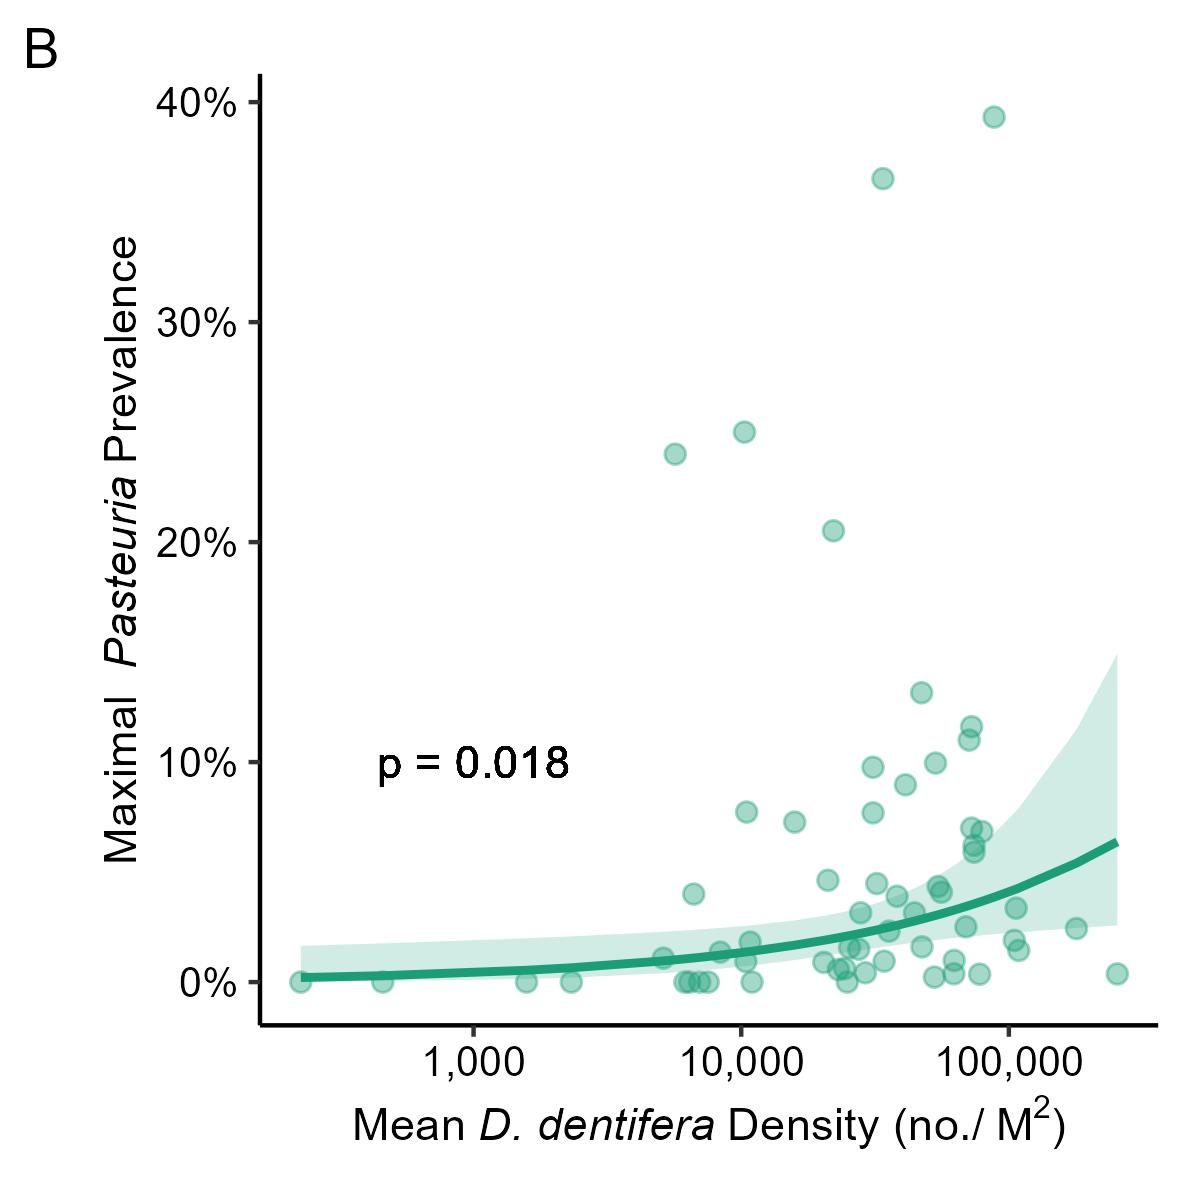 B
40%
30%
20%
10%
0%
Maximal Pasteuria Prevalence
p = 0.018
1,000 10,000 100,000
Mean D. dentifera Density (no./ M²)